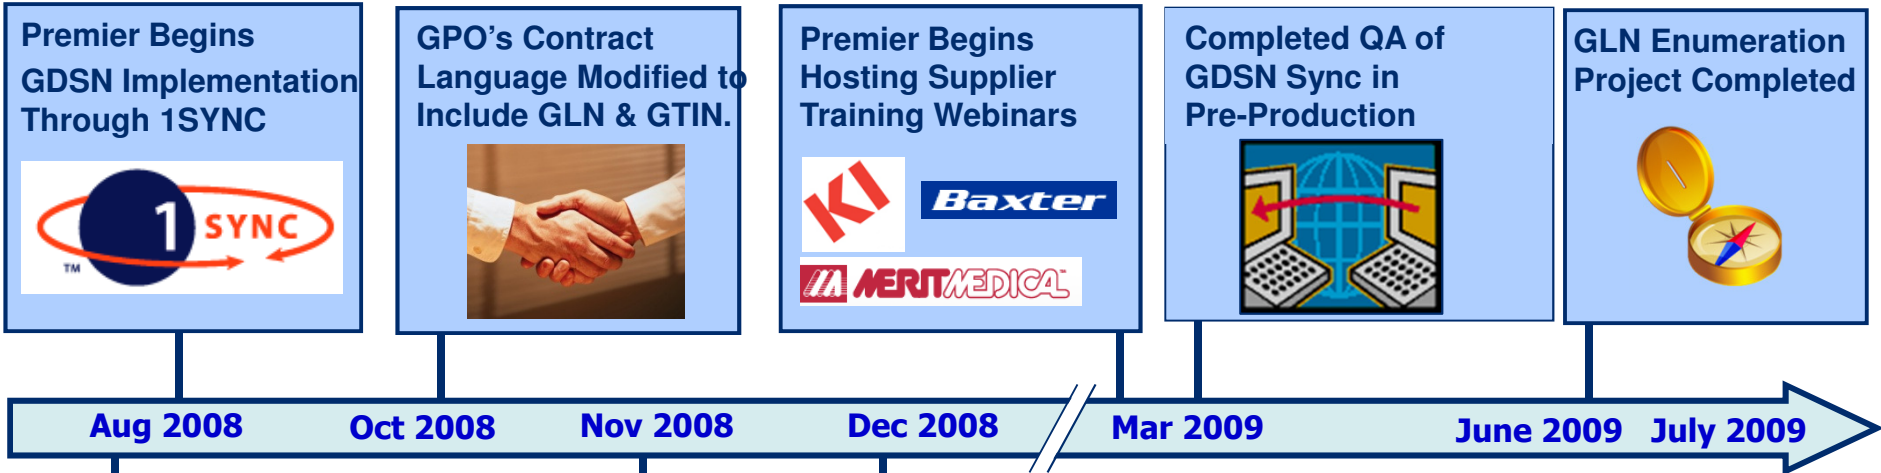 Premier Begins
GDSN Implementation
Through 1SYNC
1 SYNC
TM
GPO's Contract
Language Modified to
Include GLN & GTIN.
Premier Begins
Hosting Supplier
Training Webinars
KI
Baxter
MERIT MEDICAL
Completed QA of
GDSN Sync in
Pre-Production
GLN Enumeration
Project Completed
Aug 2008
Oct 2008
Nov 2008
Dec 2008
Mar 2009
June 2009
July 2009